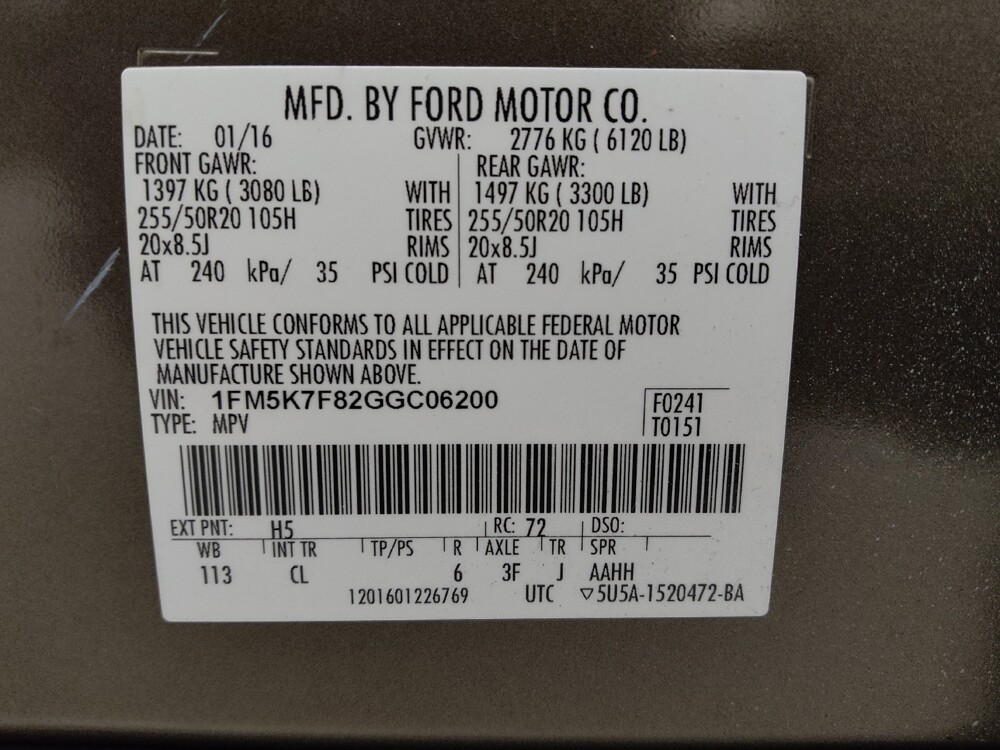 MFD. BY FORD MOTOR CO.
DATE: 01/16 GVWR: 2776 KG ( 6120 LB)
FRONT GAWR: REAR GAWR:
1397 KG ( 3080 LB) WITH 1497 KG ( 3300 LB) WITH
255/50R20 105H TIRES 255/50R20 105H TIRES
20x8.5J RIMS 20x8.5J RIMS
AT 240 kPa/ 35 PSI COLD AT 240 kPa/ 35 PSI COLD
THIS VEHICLE CONFORMS TO ALL APPLICABLE FEDERAL MOTOR
VEHICLE SAFETY STANDARDS IN EFFECT ON THE DATE OF
MANUFACTURE SHOWN ABOVE.
VIN: 1FM5K7F82GGC06200 F0241
TYPE: MPV T0151
EXT PNT: H5 RC: 72 DSO:
WB INT TR TP/PS R AXLE TR SPR
113 CL 6 3F J AAHH
1201601226769 UTC ▽5U5A-1520472-BA